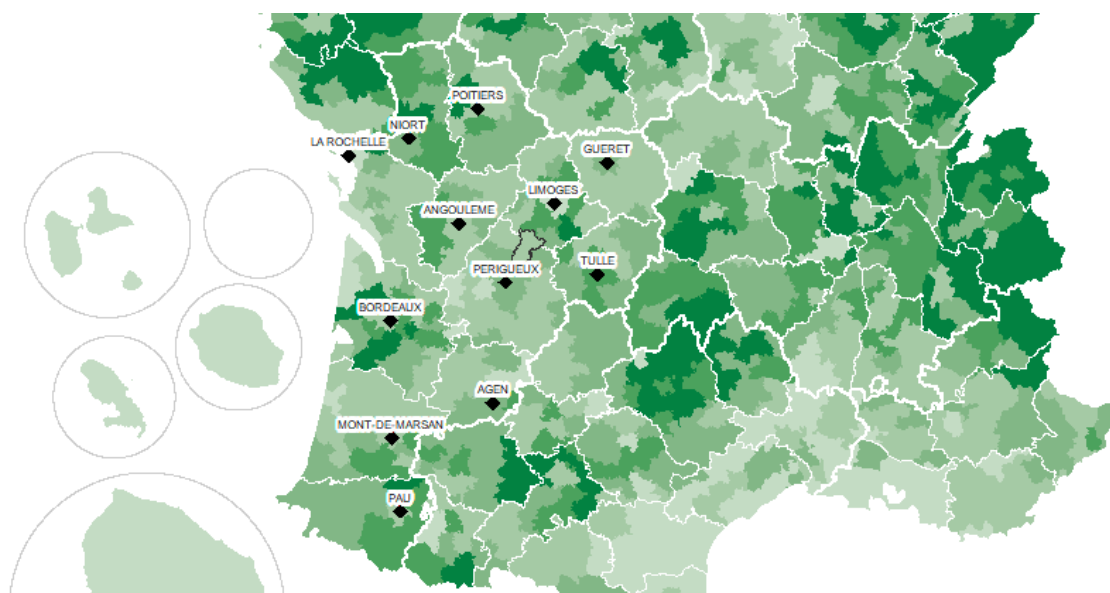 POITIERS
NIORT
LA ROCHELLE
GUERET
LIMOGES
ANGOULEME
PERIGUEUX
TULLE
BORDEAUX
AGEN
MONT-DE-MARSAN
PAU